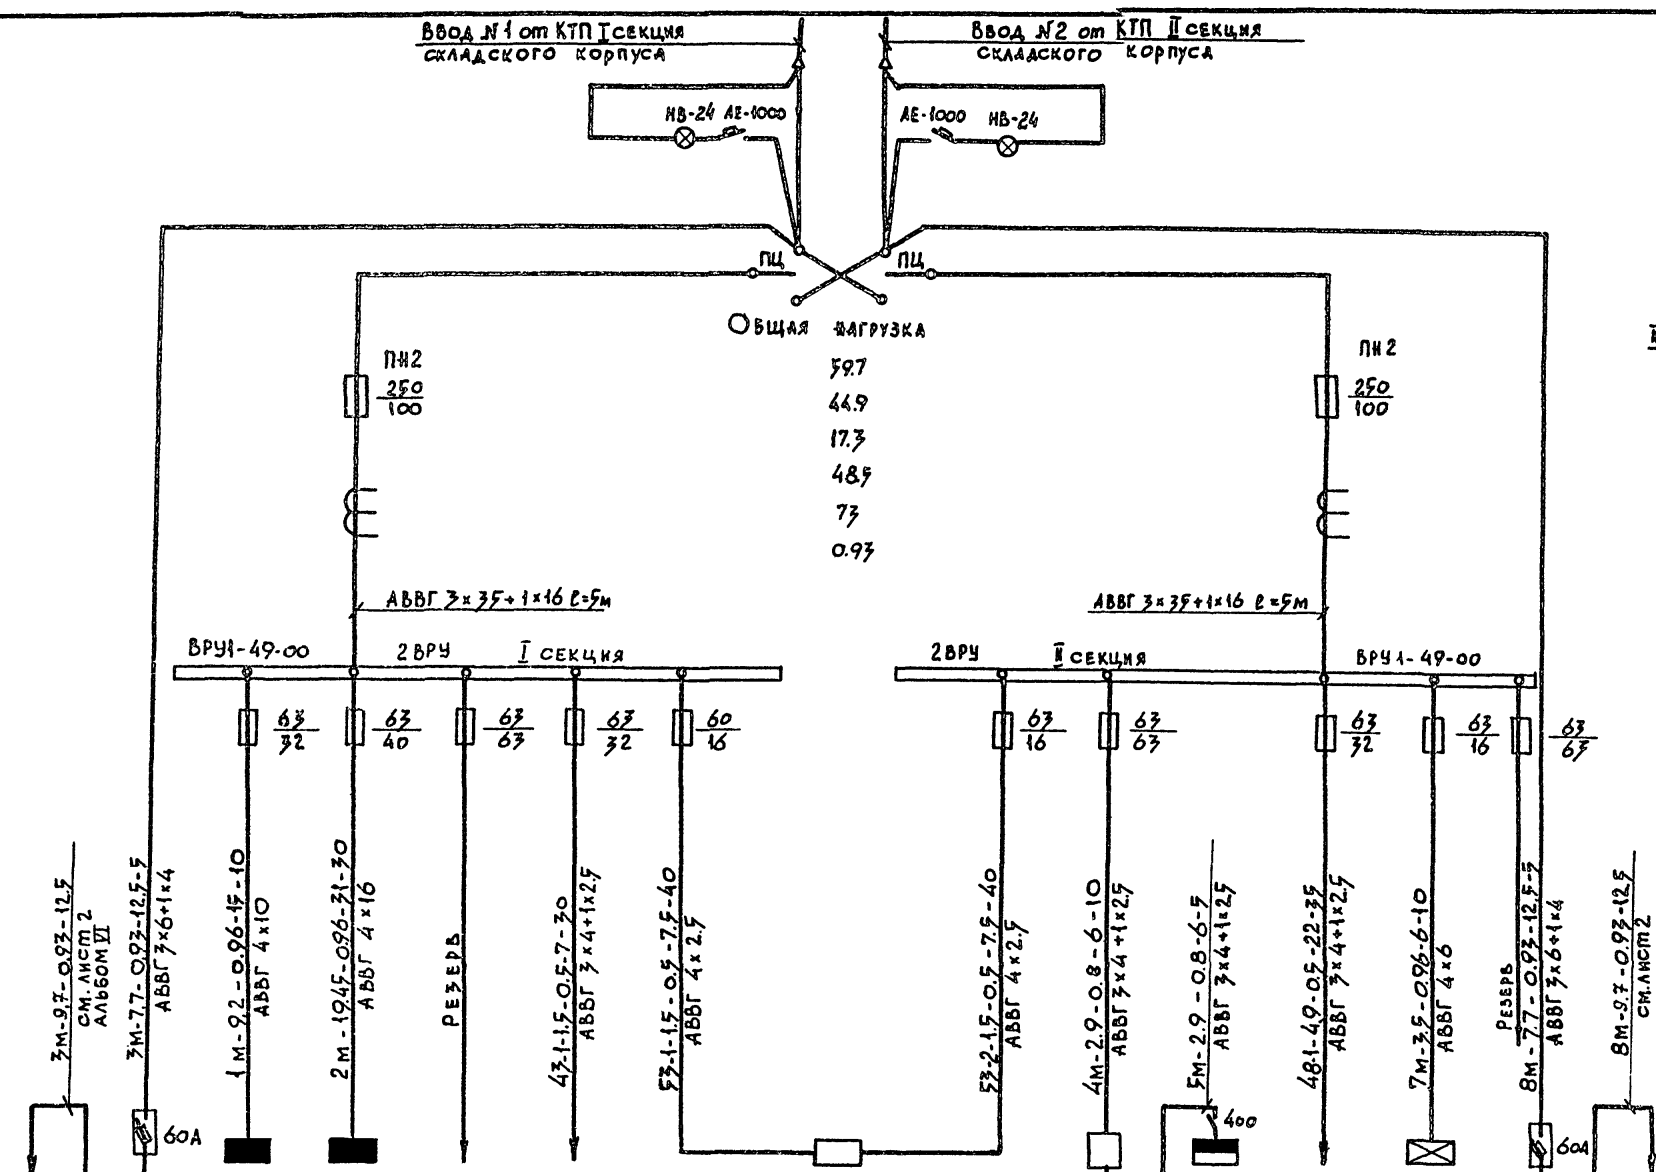 Ввод N1 от КТП I секция
складского корпуса
Ввод N2 от КТП II секция
складского корпуса
НВ-24 АЕ-1000
АЕ-1000 НВ-24
ПЦ
ПЦ
Общая нагрузка
59.7
44.9
17.3
48.5
73
0.93
ПН2
250
100
ПН2
250
100
АВВГ 3×35+1×16 ℓ=5м
АВВГ 3×35+1×16 ℓ=5м
ВРУ1-49-00 2ВРУ I секция
2ВРУ II секция ВРУ1-49-00
63
32
63
40
63
63
63
32
60
16
63
16
63
63
63
32
63
16
63
63
3м-9,7-0.93-12.5
см. лист 2
альбом VI
3м-7.7-0.93-12.5-5
АВВГ 3×6+1×4
1м-9.2-0.96-15-10
АВВГ 4×10
2м-19.45-0.96-31-30
АВВГ 4×16
Резерв
43-1-1.5-0.5-7-30
АВВГ 3×4+1×2.5
53-1-1.5-0.5-7.5-40
АВВГ 4×2.5
53-2-1.5-0.5-7.5-40
АВВГ 4×2.5
4м-2.9-0.8-6-10
АВВГ 3×4+1×2.5
5м-2.9-0.8-6-5
АВВГ 3×4+1×2.5
48-1-4.9-0.5-22-35
АВВГ 3×4+1×2.5
7м-3.5-0.96-6-10
АВВГ 4×6
Резерв
8м-7.7-0.93-12.5-5
АВВГ 3×6+1×4
8м-9.7-0.93-12.5
см. лист 2
60А
400
60А